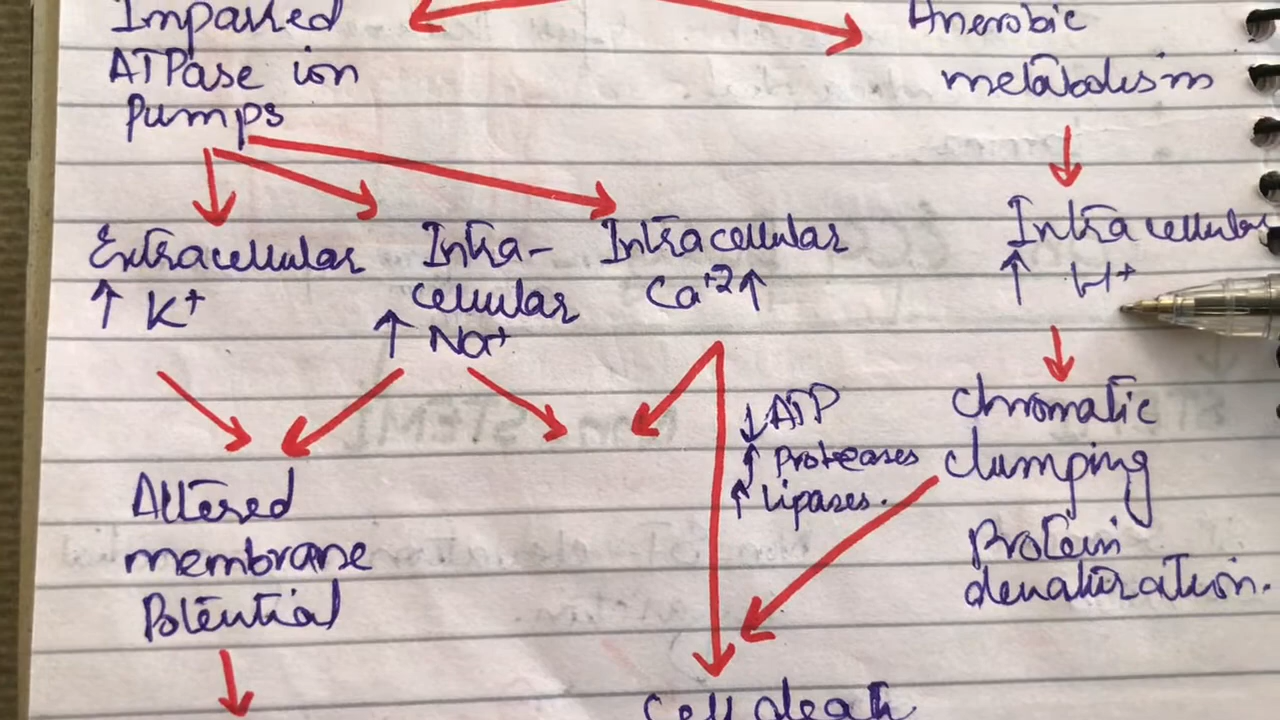 Impaired
ATPase ion
Pumps
Anerobic
metabolism
Extracellular
↑ K+
Intra-
cellular
↑ Na+
Intracellular
Ca+2↑
Intracellular
↑ H+
Altered
membrane
Potential
↓ATP
↑ Proteases
↑ Lipases.
Chromatic
clumping
Protein
denaturation.
Cell death